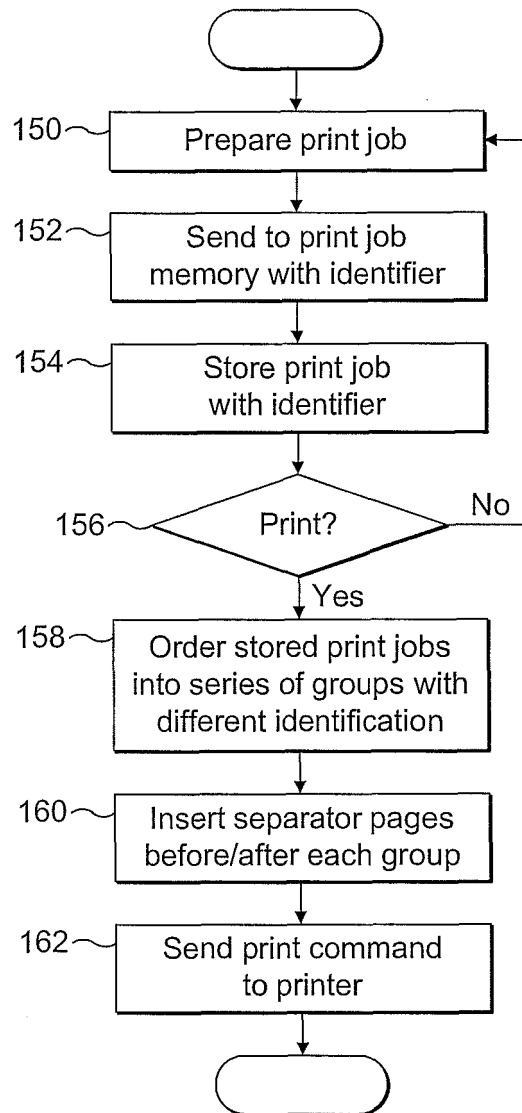 150
Prepare print job
152
Send to print job
memory with identifier
154
Store print job
with identifier
156
Print?
No
Yes
158
Order stored print jobs
into series of groups with
different identification
160
Insert separator pages
before/after each group
162
Send print command
to printer